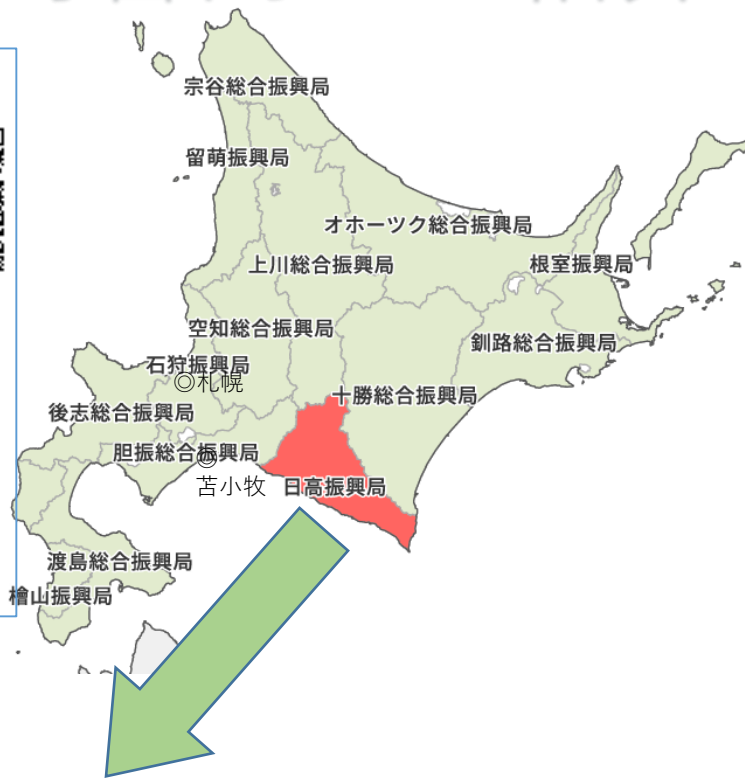 宗谷総合振興局
留萌振興局
オホーツク総合振興局
上川総合振興局
根室振興局
空知総合振興局
釧路総合振興局
石狩振興局
◎札幌
十勝総合振興局
後志総合振興局
胆振総合振興局
◎
苫小牧
日高振興局
渡島総合振興局
檜山振興局